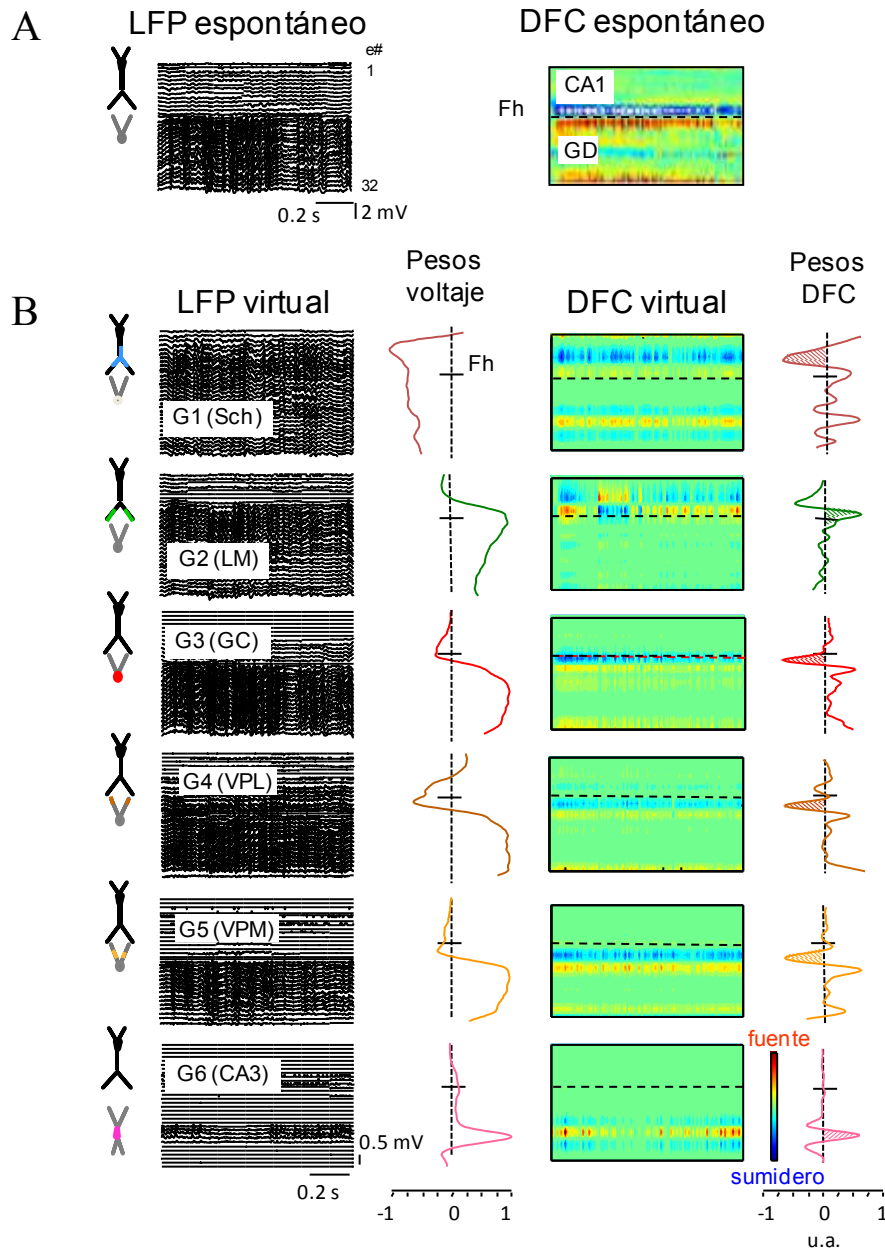 A
LFP espontáneo
DFC espontáneo
e#
1
32
0.2 s
2 mV
Fh
CA1
GD
B
LFP virtual
Pesos
voltaje
DFC virtual
Pesos
DFC
Fh
G1 (Sch)
G2 (LM)
G3 (GC)
G4 (VPL)
G5 (VPM)
G6 (CA3)
0.5 mV
0.2 s
fuente
sumidero
-1 0 1
-1 0 1
u.a.